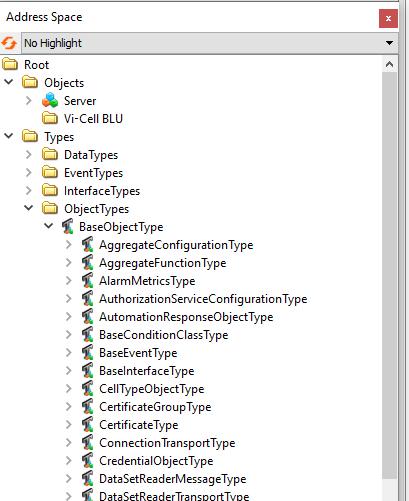 Address Space
No Highlight
Root
Objects
Server
Vi-Cell BLU
Types
DataTypes
EventTypes
InterfaceTypes
ObjectTypes
BaseObjectType
AggregateConfigurationType
AggregateFunctionType
AlarmMetricsType
AuthorizationServiceConfigurationType
AutomationResponseObjectType
BaseConditionClassType
BaseEventType
BaseInterfaceType
CellTypeObjectType
CertificateGroupType
CertificateType
ConnectionTransportType
CredentialObjectType
DataSetReaderMessageType
DataSetReaderTransportType